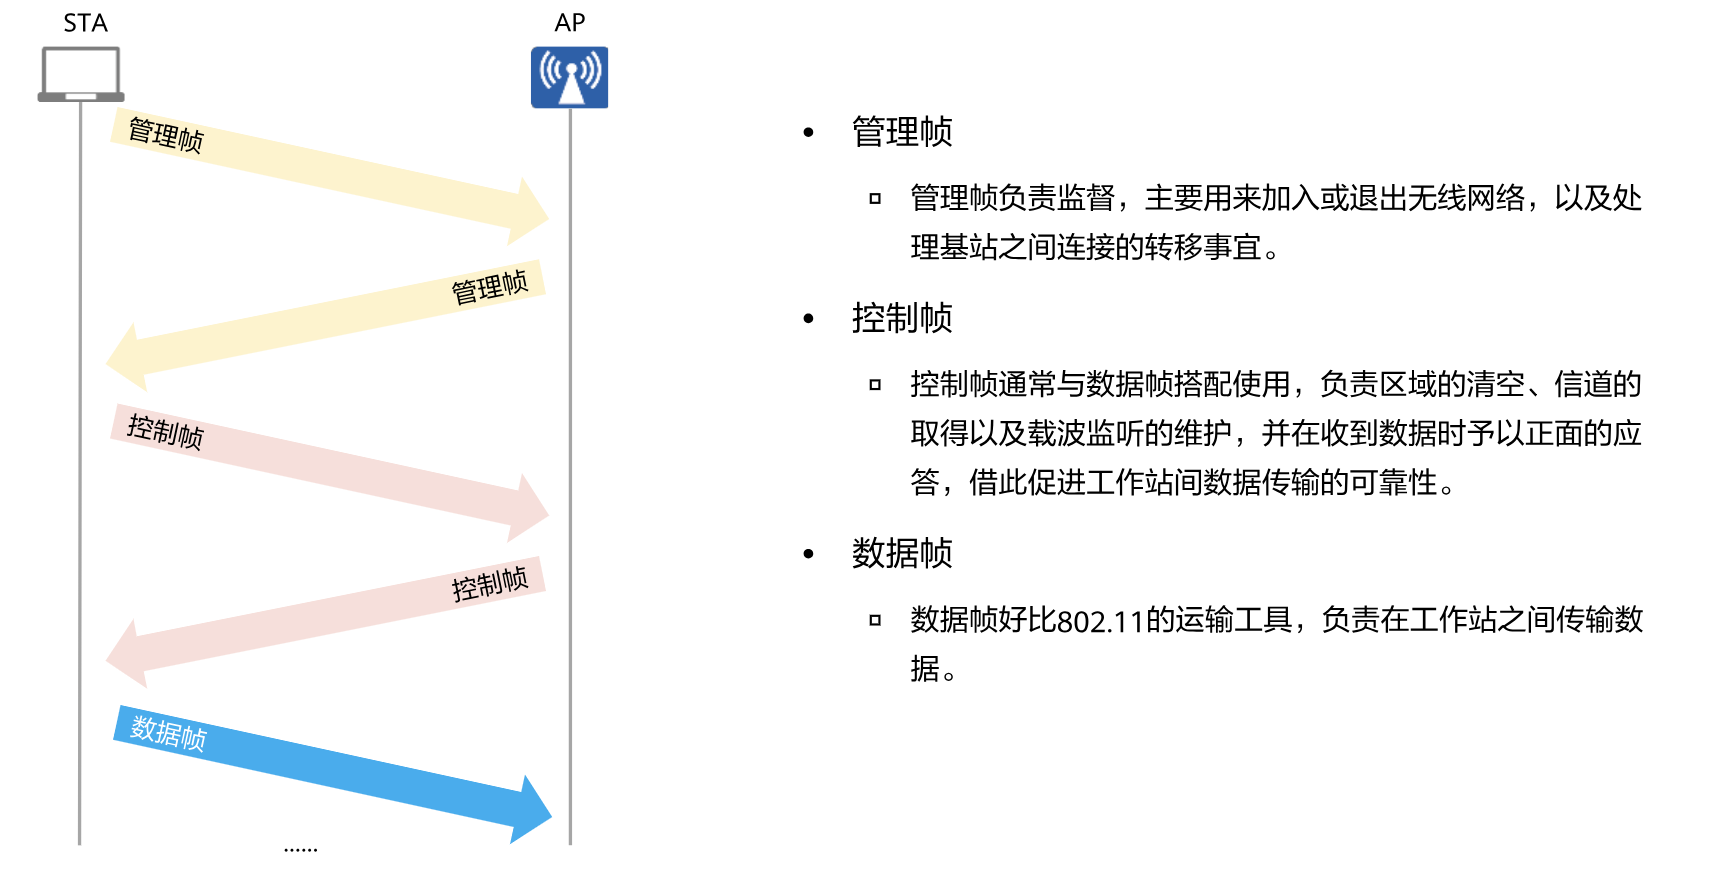 STA
AP
管理帧
管理帧
控制帧
控制帧
数据帧
......
• 管理帧
▫ 管理帧负责监督，主要用来加入或退出无线网络，以及处
理基站之间连接的转移事宜。
• 控制帧
▫ 控制帧通常与数据帧搭配使用，负责区域的清空、信道的
取得以及载波监听的维护，并在收到数据时予以正面的应
答，借此促进工作站间数据传输的可靠性。
• 数据帧
▫ 数据帧好比802.11的运输工具，负责在工作站之间传输数
据。